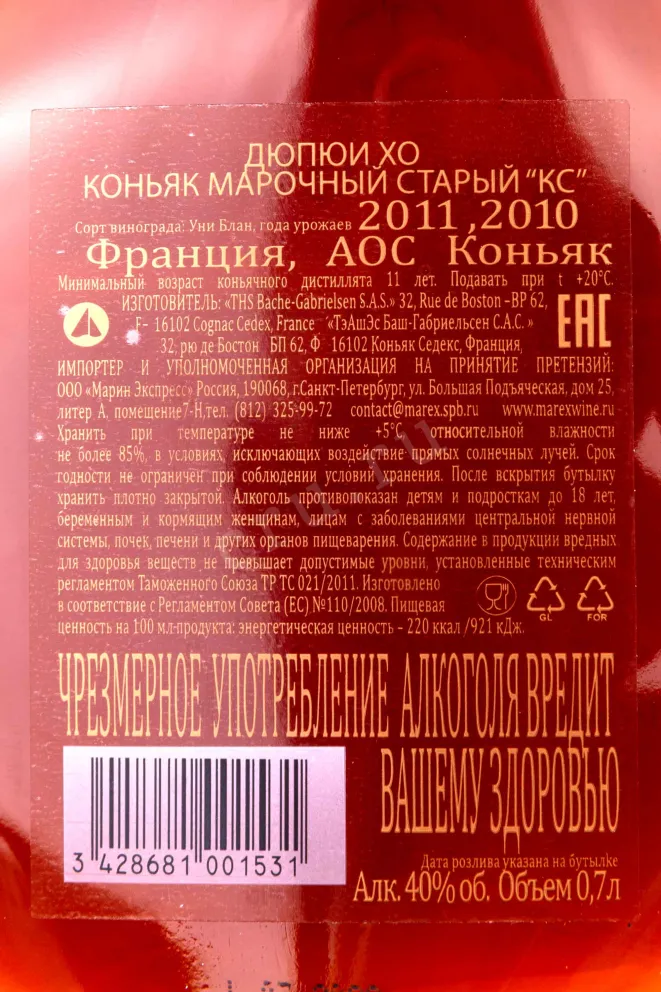 ДЮПЮИ ХО
КОНЬЯК МАРОЧНЫЙ СТАРЫЙ "КС"
Сорт винограда: Уни Блан, года урожаев 2011 ,2010
Франция, АОС Коньяк
Минимальный возраст коньячного дистиллята 11 лет. Подавать при t +20°C.
ИЗГОТОВИТЕЛЬ: «THS Bache-Gabrielsen S.A.S.» 32, Rue de Boston –BP 62,
F– 16102 Cognac Cedex, France «ТэАшЭс Баш-Габриельсен С.А.С. »
32, рю де Бостон БП 62, Ф 16102 Коньяк Седекс, Франция,
EAC
ИМПОРТЕР И УПОЛНОМОЧЕННАЯ ОРГАНИЗАЦИЯ НА ПРИНЯТИЕ ПРЕТЕНЗИЙ:
ООО «Марин Экспресс» Россия, 190068, г.Санкт-Петербург, ул. Большая Подъяческая, дом 25,
литер А, помещение7-Н,тел. (812) 325-99-72 contact@marex.spb.ru www.marexwine.ru
Хранить при температуре не ниже +5°C, относительной влажности
не более 85%, в условиях, исключающих воздействие прямых солнечных лучей. Срок
годности не ограничен при соблюдении условий хранения. После вскрытия бутылку
хранить плотно закрытой. Алкоголь противопоказан детям и подросткам до 18 лет,
беременным и кормящим женщинам, лицам с заболеваниями центральной нервной
системы, почек, печени и других органов пищеварения. Содержание в продукции вредных
для здоровья веществ не превышает допустимые уровни, установленные техническим
регламентом Таможенного Союза ТР ТС 021/2011. Изготовлено
в соответствие с Регламентом Совета (ЕС) №110/2008. Пищевая
ценность на 100 мл-продукта: энергетическая ценность – 220 ккал /921 кДж.
GL FOR
ЧРЕЗМЕРНОЕ УПОТРЕБЛЕНИЕ АЛКОГОЛЯ ВРЕДИТ
ВАШЕМУ ЗДОРОВЬЮ
3 428681 001531
Дата розлива указана на бутылке
Алк. 40% об. Объем 0,7л